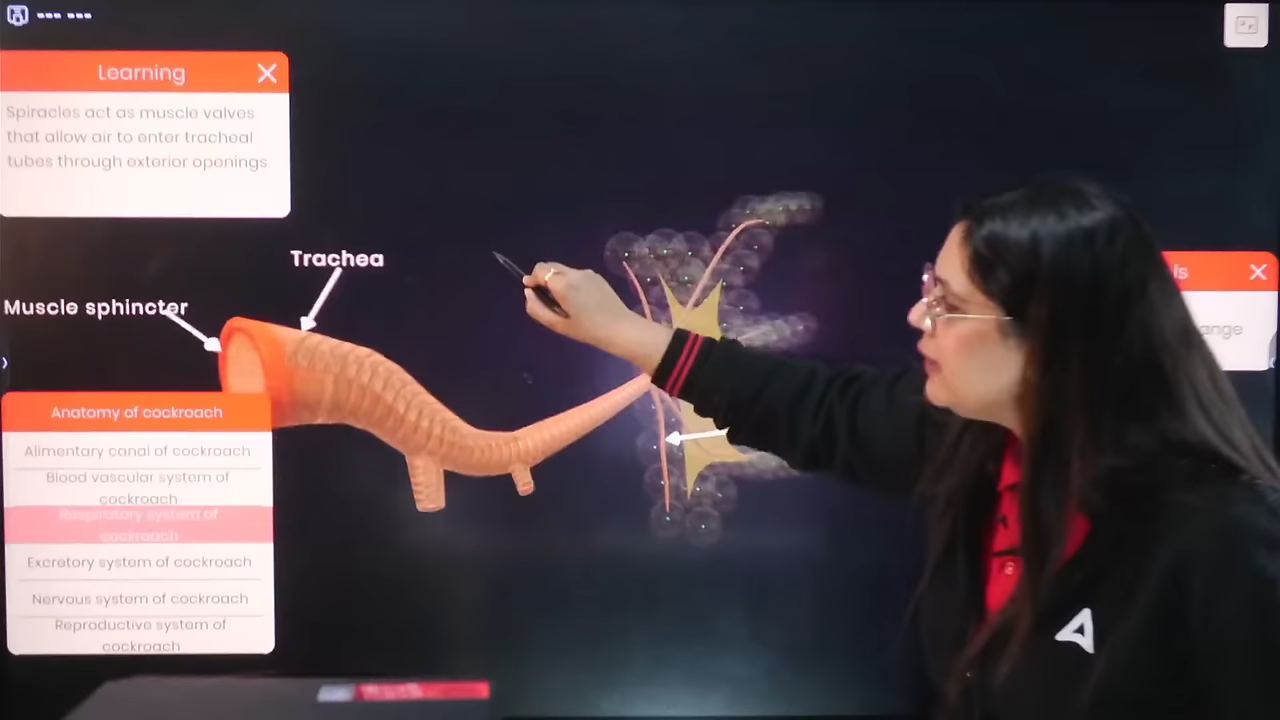 Learning
Spiracles act as muscle valves
that allow air to enter tracheal
tubes through exterior openings
Trachea
Muscle sphincter
ls
ange
Anatomy of cockroach
Alimentary canal of cockroach
Blood vascular system of
cockroach
Respiratory system of
cockroach
Excretory system of cockroach
Nervous system of cockroach
Reproductive system of
cockroach